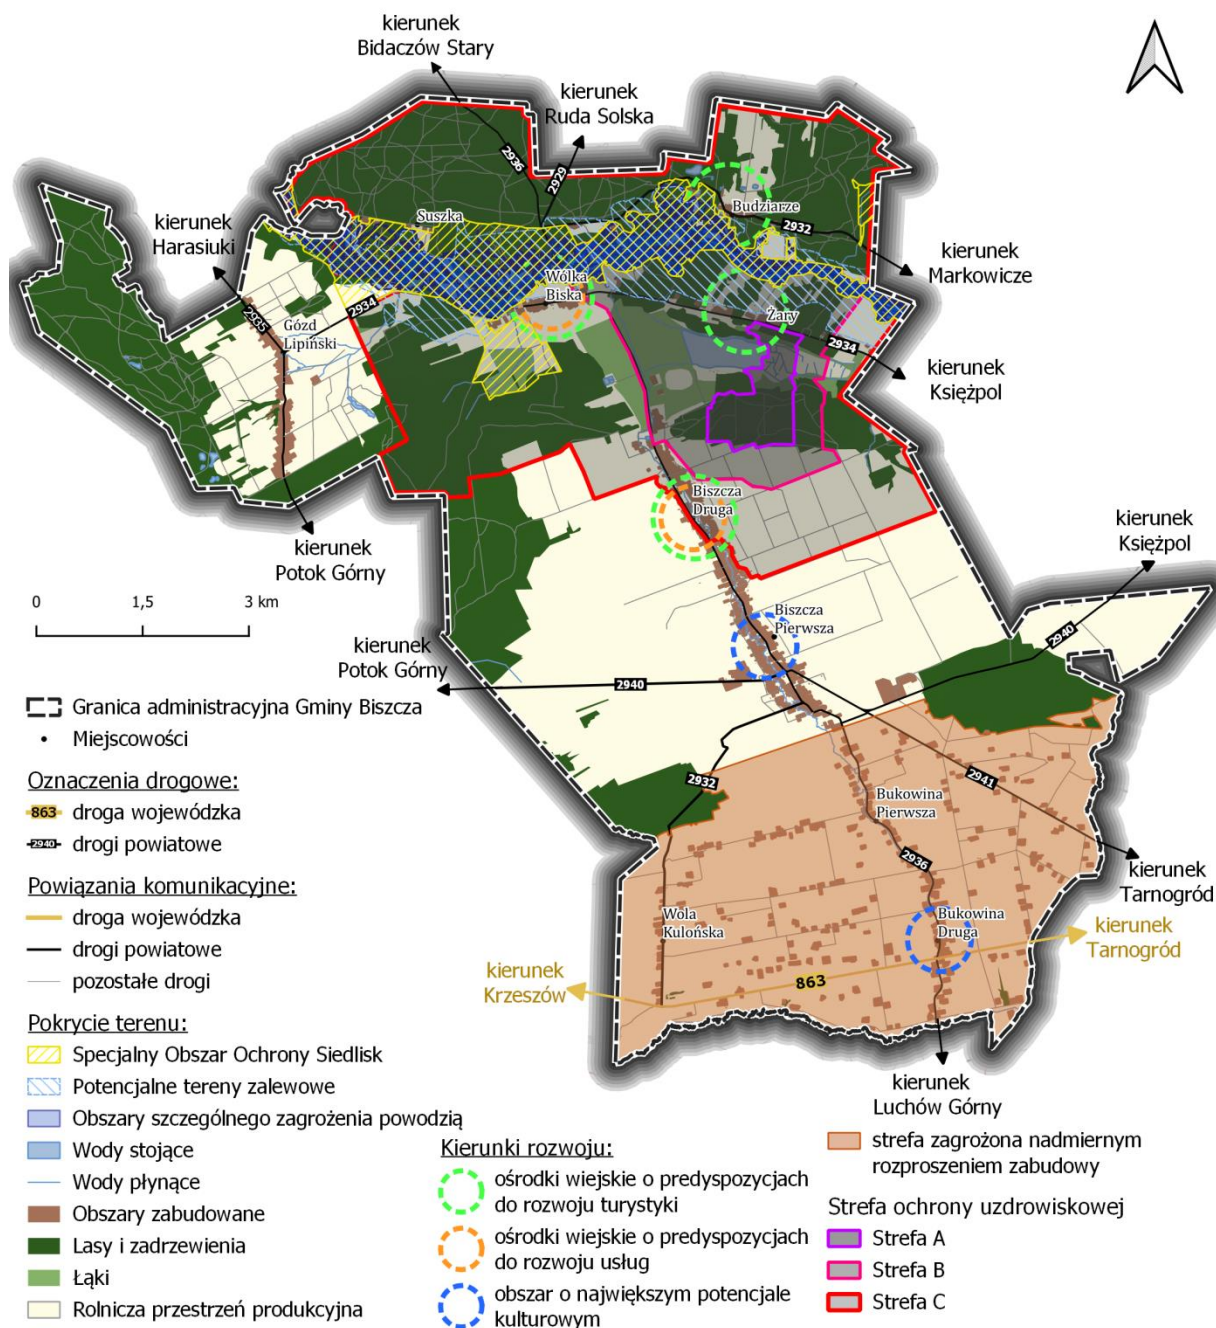 kierunek
Bidaczów Stary
kierunek
Ruda Solska
2936
2929
Suszka
Budziarze
2932
kierunek
Harasiuki
kierunek
Markowicze
Wólka
Biska
2935
2934
Gózd
Lipiński
Żary
2934
kierunek
Księżpol
Biszcza
Druga
kierunek
Potok Górny
kierunek
Księżpol
0 1,5 3 km
Biszcza
Pierwsza
2940
kierunek
Potok Górny
2940
2932
2941
Bukowina
Pierwsza
2936
kierunek
Tarnogród
Wola
Kulońska
Bukowina
Druga
kierunek
Tarnogród
kierunek
Krzeszów
863
kierunek
Luchów Górny
Granica administracyjna Gminy Biszcza
Miejscowości
Oznaczenia drogowe:
863 droga wojewódzka
2940 drogi powiatowe
Powiązania komunikacyjne:
droga wojewódzka
drogi powiatowe
pozostałe drogi
Pokrycie terenu:
Specjalny Obszar Ochrony Siedlisk
Potencjalne tereny zalewowe
Obszary szczególnego zagrożenia powodzią
Wody stojące
Wody płynące
Obszary zabudowane
Lasy i zadrzewienia
Łąki
Rolnicza przestrzeń produkcyjna
Kierunki rozwoju:
ośrodki wiejskie o predyspozycjach
do rozwoju turystyki
ośrodki wiejskie o predyspozycjach
do rozwoju usług
obszar o największym potencjale
kulturowym
strefa zagrożona nadmiernym
rozproszeniem zabudowy
Strefa ochrony uzdrowiskowej
Strefa A
Strefa B
Strefa C